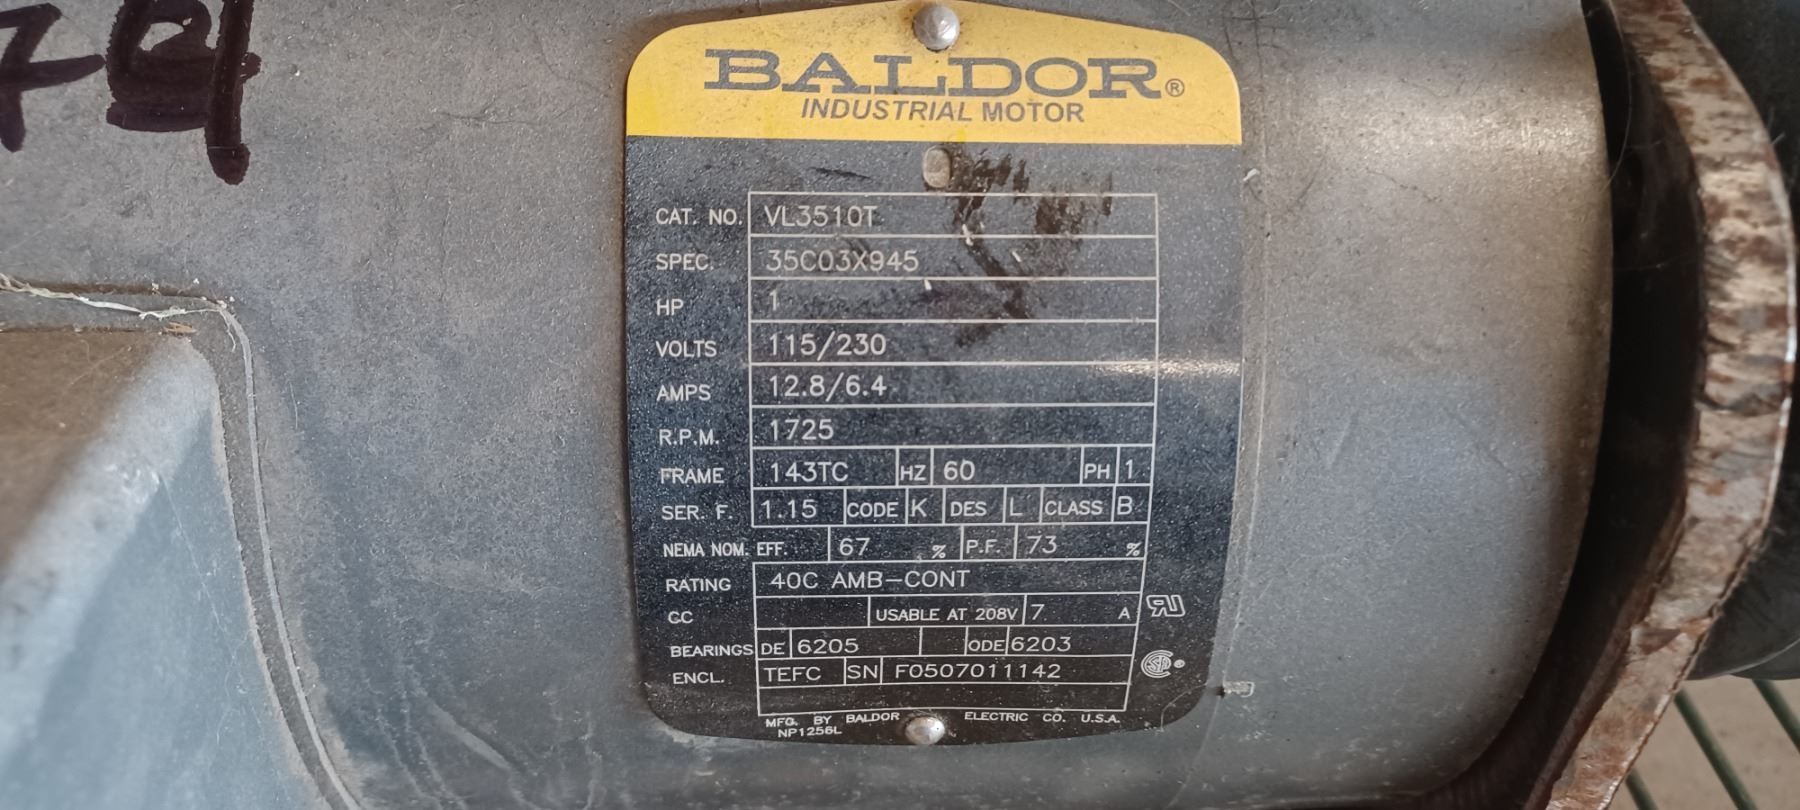 BALDOR®
INDUSTRIAL MOTOR
CAT. NO. VL3510T
SPEC. 35C03X945
HP 1
VOLTS 115/230
AMPS 12.8/6.4
R.P.M. 1725
FRAME 143TC HZ 60 PH 1
SER. F. 1.15 CODE K DES L CLASS B
NEMA NOM. EFF. 67 % P.F. 73 %
RATING 40C AMB-CONT
CC USABLE AT 208V 7 A
BEARINGS DE 6205 ODE 6203
ENCL. TEFC SN F0507011142
MFG. BY BALDOR ELECTRIC CO. U.S.A.
NP1256L